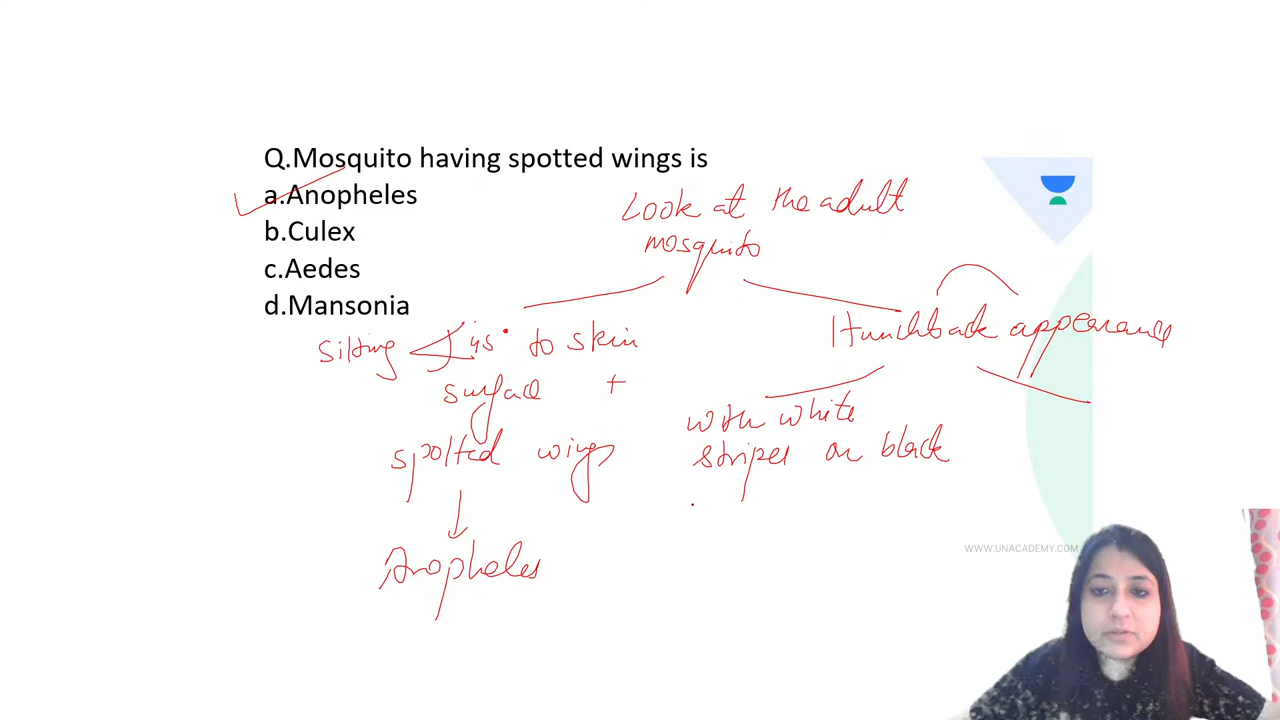 Q.Mosquito having spotted wings is
a.Anopheles
b.Culex
c.Aedes
d.Mansonia
Look at the adult
mosquito
sitting 45° to skin
surface +
spotted wings
Anopheles
Hunchback appearance
with white
stripes on black
WWW.UNACADEMY.COM